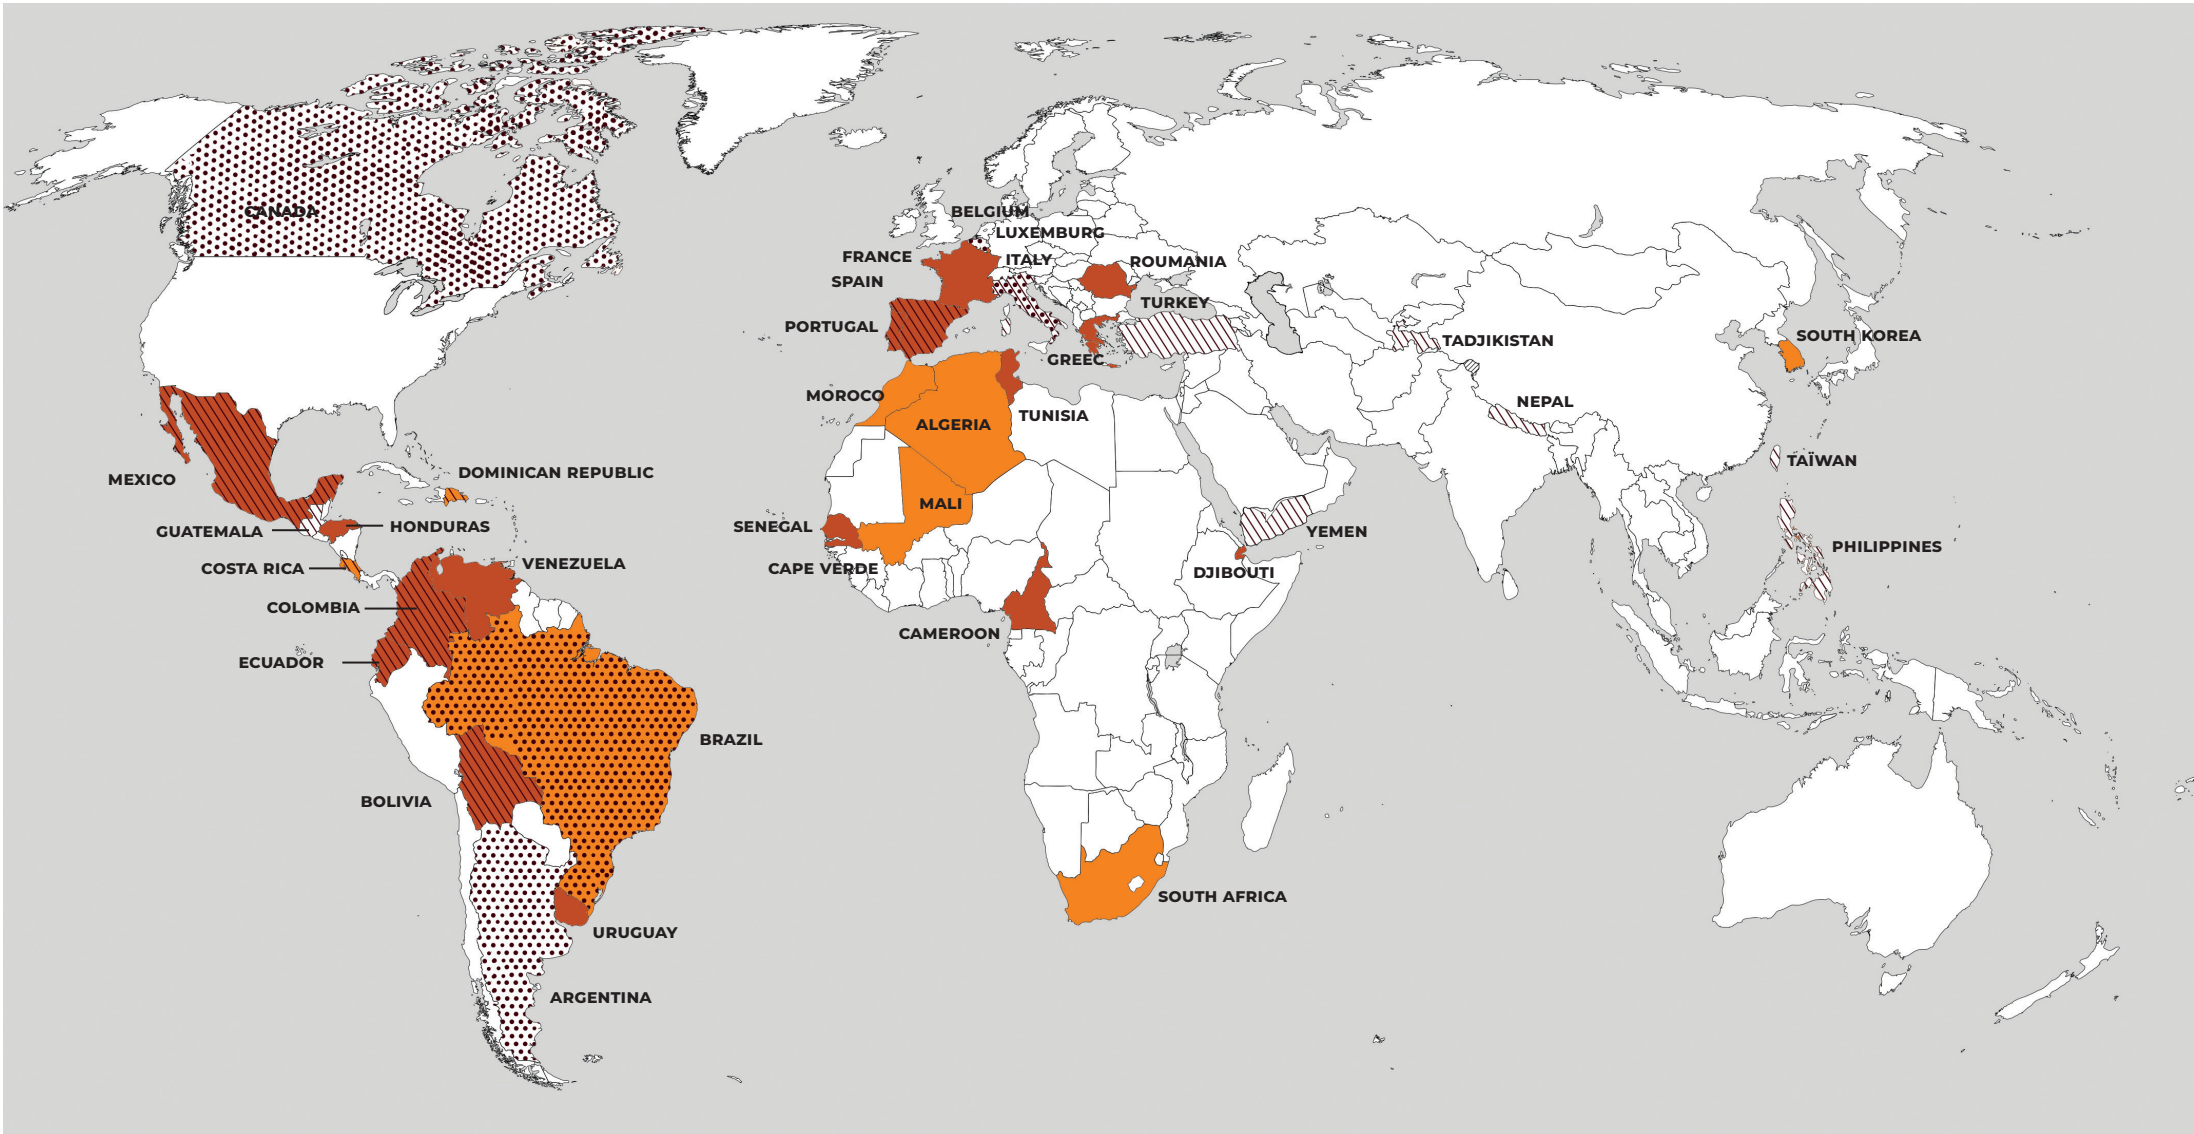 CANADA
BELGIUM
LUXEMBURG
FRANCE
ITALY
ROUMANIA
SPAIN
TURKEY
PORTUGAL
SOUTH KOREA
TADJIKISTAN
GREEC
MOROCO
NEPAL
TUNISIA
ALGERIA
TAÏWAN
DOMINICAN REPUBLIC
MEXICO
MALI
SENEGAL
HONDURAS
GUATEMALA
YEMEN
PHILIPPINES
VENEZUELA
COSTA RICA
CAPE VERDE
DJIBOUTI
COLOMBIA
CAMEROON
ECUADOR
BRAZIL
BOLIVIA
SOUTH AFRICA
URUGUAY
ARGENTINA